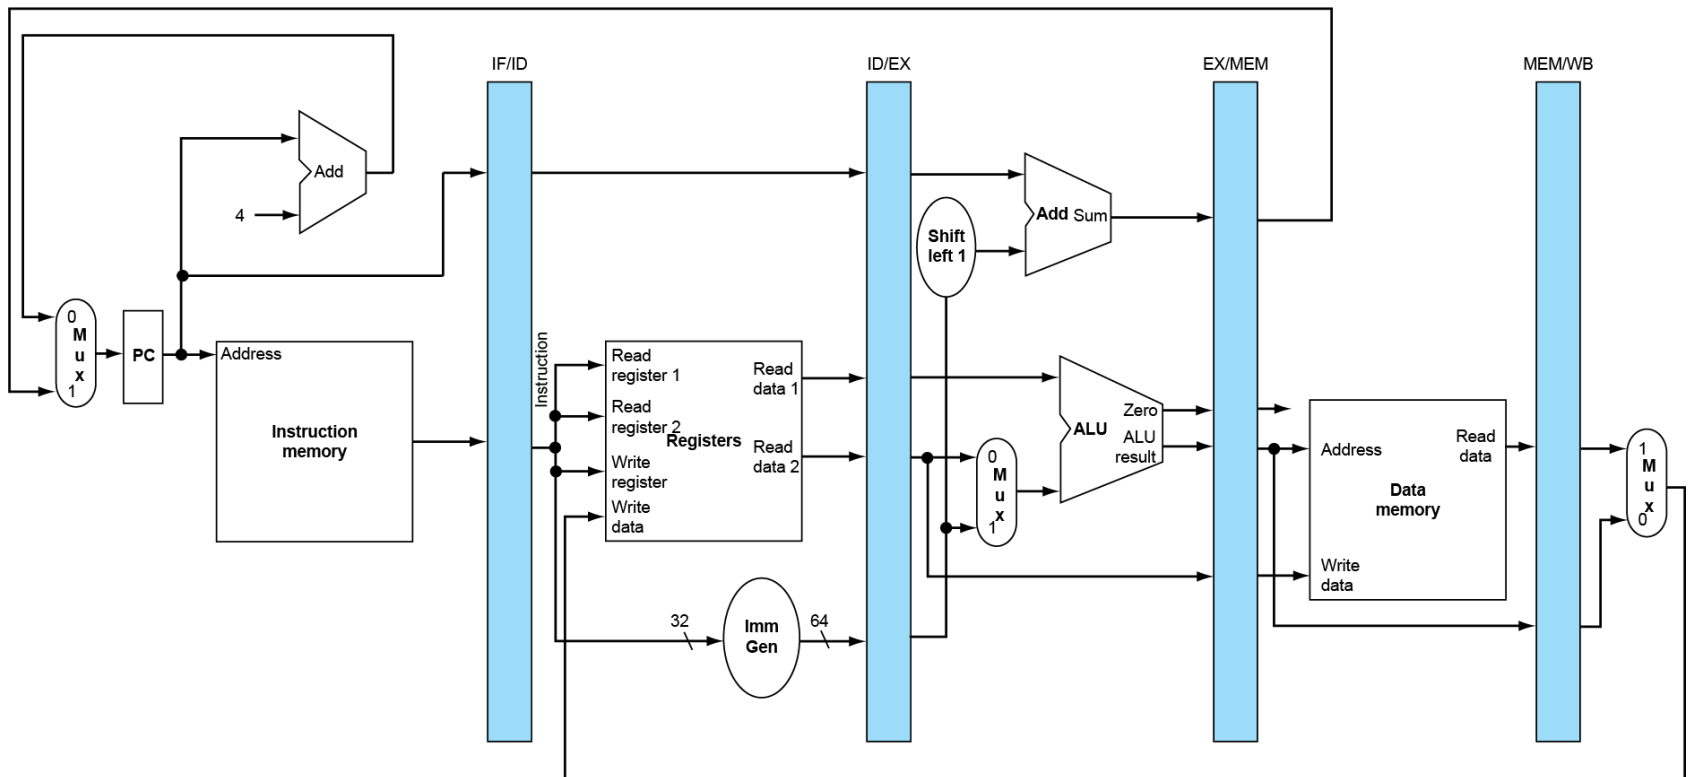 IF/ID
ID/EX
EX/MEM
MEM/WB
Add
4
Add Sum
Shift
left 1
0
M
u
x
1
PC
Address
Instruction
memory
Instruction
Read
register 1
Read
register 2
Registers
Write
register
Write
data
Read
data 1
Read
data 2
32
Imm
Gen
64
0
M
u
x
1
Zero
ALU
ALU
result
Address
Read
data
Data
memory
Write
data
1
M
u
x
0